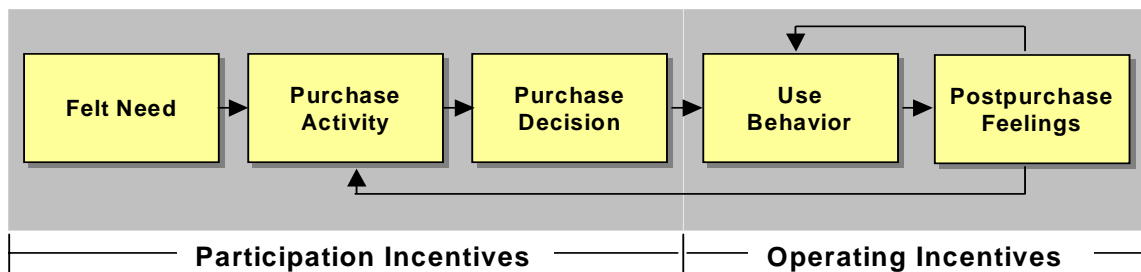 Felt Need
Purchase
Activity
Purchase
Decision
Use
Behavior
Postpurchase
Feelings
Participation Incentives
Operating Incentives